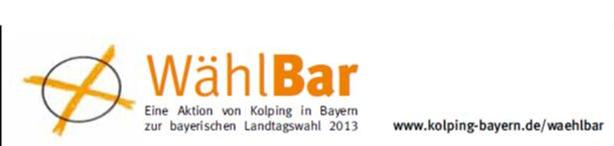 WählBar
Eine Aktion von Kolping in Bayern
zur bayerischen Landtagswahl 2013
www.kolping-bayern.de/waehlbar